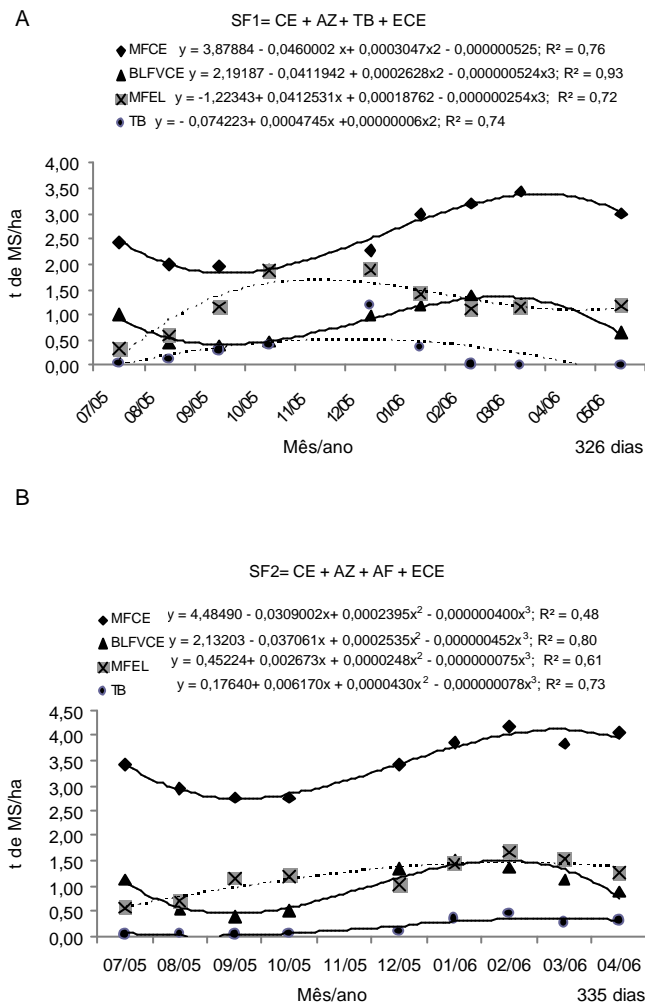 A
SF1= CE + AZ + TB + ECE
MFCE y = 3,87884 - 0,0460002 x+ 0,0003047x2 - 0,000000525; R² = 0,76
BLFVCE y = 2,19187 - 0,0411942 + 0,0002628x2 - 0,000000524x3; R² = 0,93
MFEL y = -1,22343+ 0,0412531x + 0,00018762 - 0,000000254x3; R² = 0,72
TB y = - 0,074223+ 0,0004745x +0,00000006x2; R² = 0,74
4,00
3,50
3,00
2,50
2,00
1,50
1,00
0,50
0,00
t de MS/ha
07/05 08/05 09/05 10/05 11/05 12/05 01/06 02/06 03/06 04/06 05/06
Mês/ano 326 dias
B
SF2= CE + AZ + AF + ECE
MFCE y = 4,48490 - 0,0309002x+ 0,0002395x² - 0,000000400x³; R² = 0,48
BLFVCE y = 2,13203 - 0,037061x + 0,0002535x² - 0,000000452x³; R² = 0,80
MFEL y = 0,45224+ 0,002673x + 0,0000248x² - 0,000000075x³; R² = 0,61
TB y = 0,17640+ 0,006170x + 0,0000430x² - 0,000000078x³; R² = 0,73
4,50
4,00
3,50
3,00
2,50
2,00
1,50
1,00
0,50
0,00
t de MS/ha
07/05 08/05 09/05 10/05 11/05 12/05 01/06 02/06 03/06 04/06
Mês/ano 335 dias